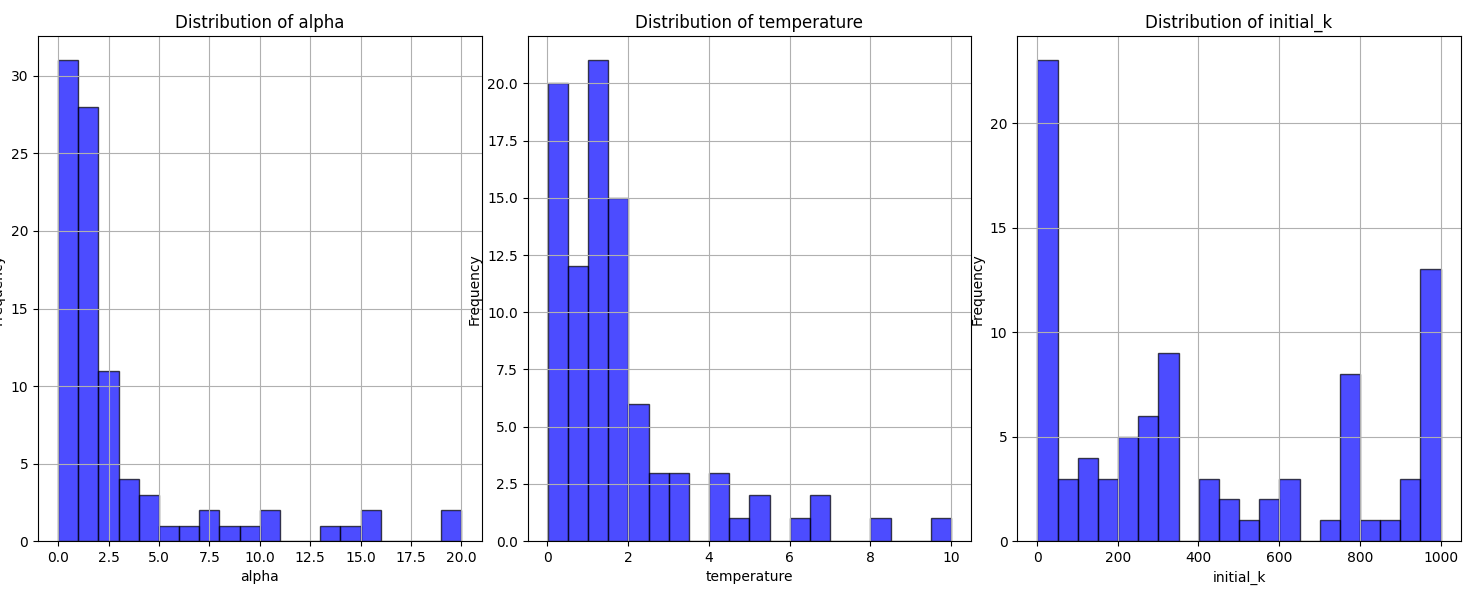 Distribution of alpha
30
25
20
15
10
5
0
0.0 2.5 5.0 7.5 10.0 12.5 15.0 17.5 20.0
alpha
Distribution of temperature
Frequency
20.0
17.5
15.0
12.5
10.0
7.5
5.0
2.5
0.0
0 2 4 6 8 10
temperature
Distribution of initial_k
Frequency
20
15
10
5
0
0 200 400 600 800 1000
initial_k